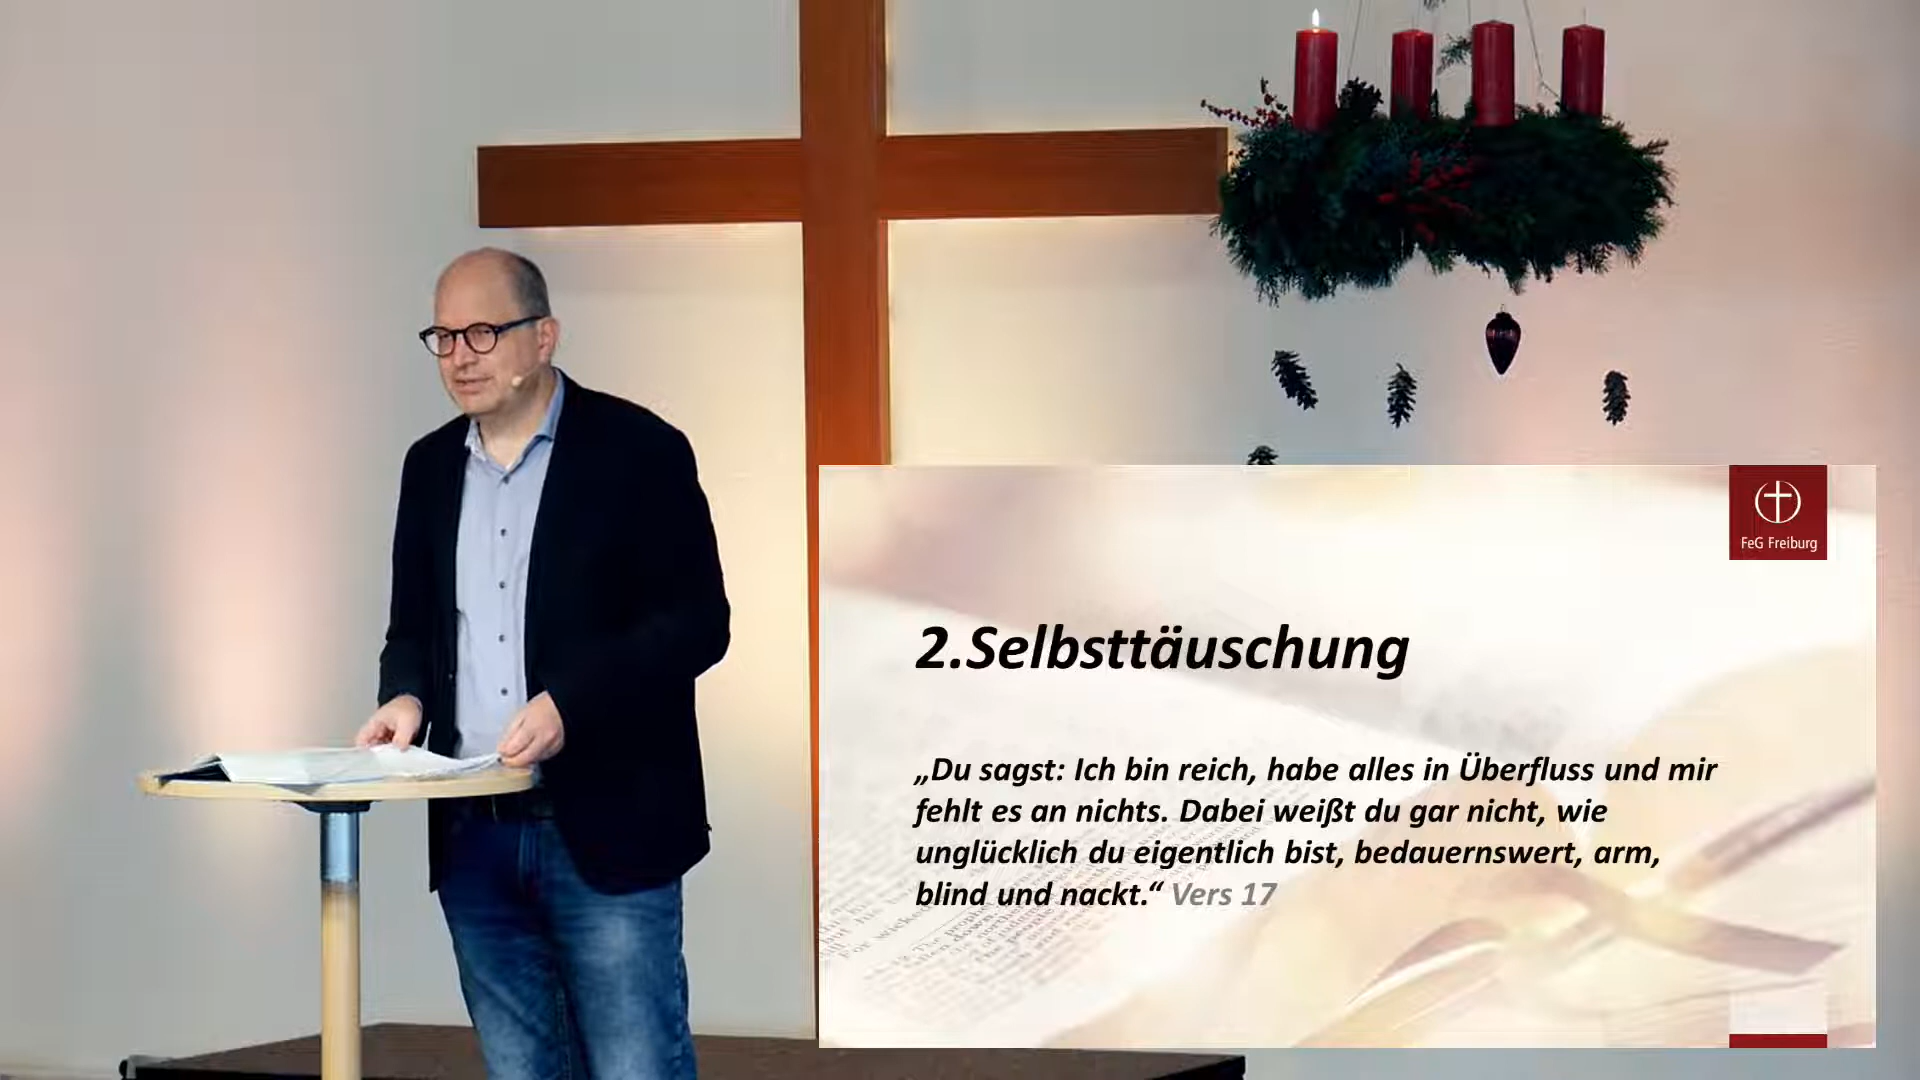 FeG Freiburg
2.Selbsttäuschung
„Du sagst: Ich bin reich, habe alles in Überfluss und mir
fehlt es an nichts. Dabei weißt du gar nicht, wie
unglücklich du eigentlich bist, bedauernswert, arm,
blind und nackt.“ Vers 17